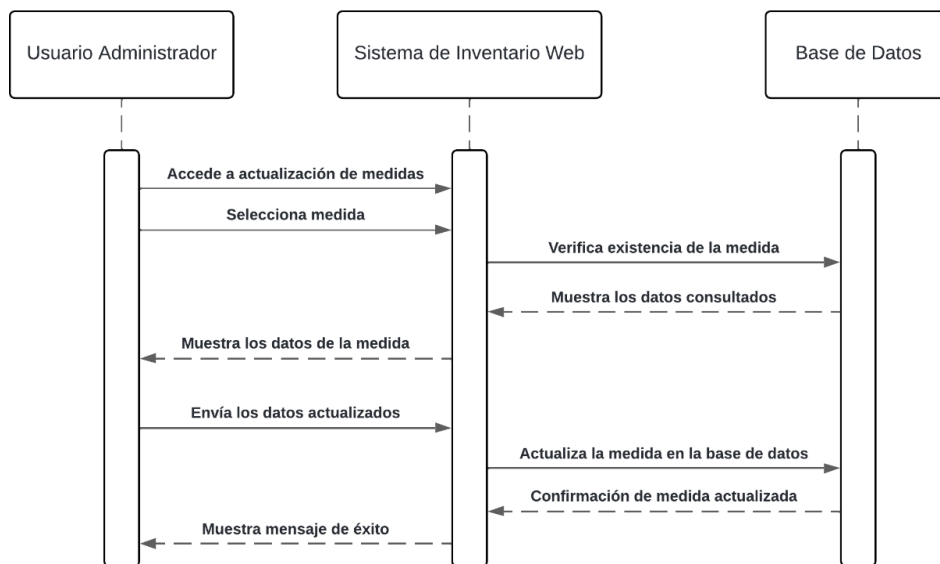 Usuario Administrador
Sistema de Inventario Web
Base de Datos
Accede a actualización de medidas
Selecciona medida
Verifica existencia de la medida
Muestra los datos consultados
Muestra los datos de la medida
Envía los datos actualizados
Actualiza la medida en la base de datos
Confirmación de medida actualizada
Muestra mensaje de éxito